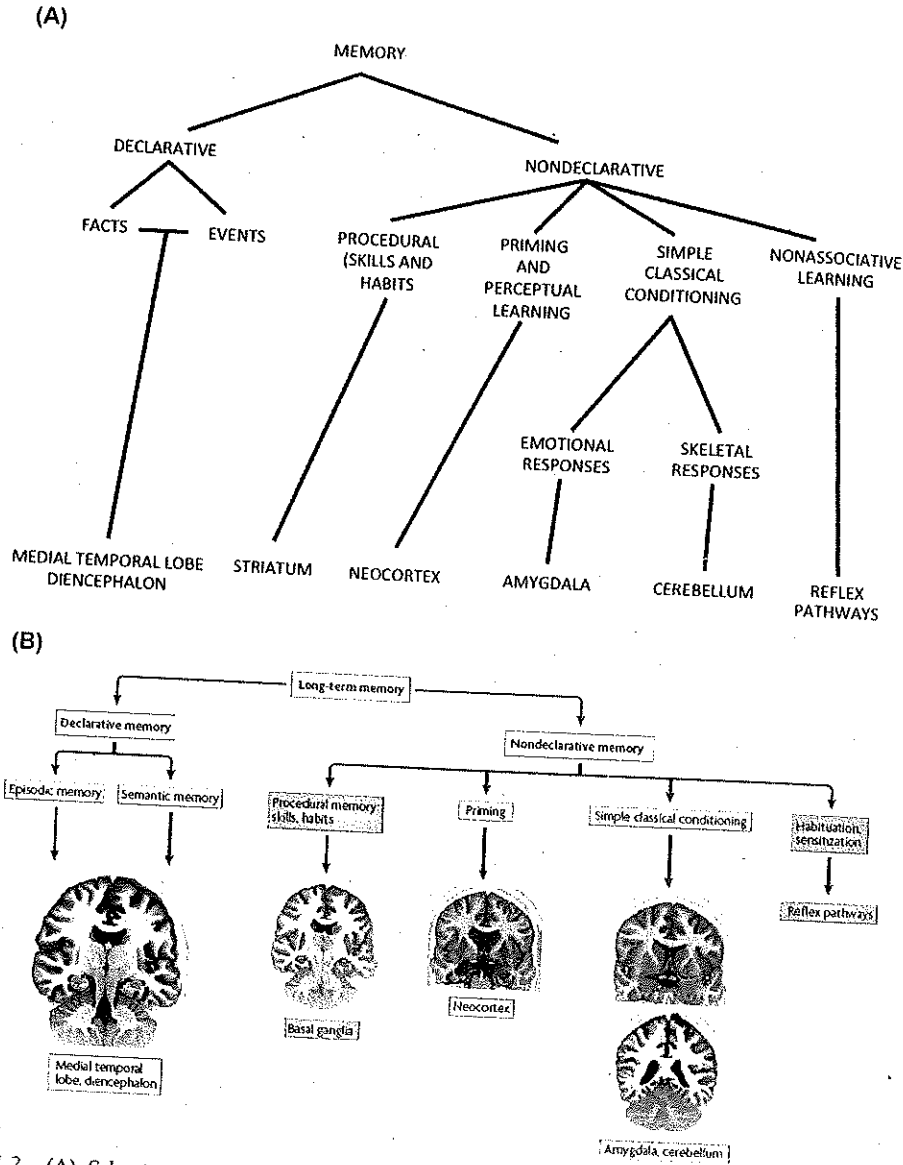 (A)
MEMORY
DECLARATIVE
NONDECLARATIVE
FACTS
EVENTS
PROCEDURAL
(SKILLS AND
HABITS
PRIMING
AND
PERCEPTUAL
LEARNING
SIMPLE
CLASSICAL
CONDITIONING
NONASSOCIATIVE
LEARNING
EMOTIONAL
RESPONSES
SKELETAL
RESPONSES
MEDIAL TEMPORAL LOBE
DIENCEPHALON
STRIATUM
NEOCORTEX
AMYGDALA
CEREBELLUM
REFLEX
PATHWAYS
(B)
Long-term memory
Declarative memory
Nondeclarative memory
Episodic memory
Semantic memory
Procedural memory
skills, habits
Priming
Simple classical conditioning
Habituation,
sensitization
Reflex pathways
Medial temporal
lobe, diencephalon
Basal ganglia
Neocortex
Amygdala, cerebellum
2 (A)